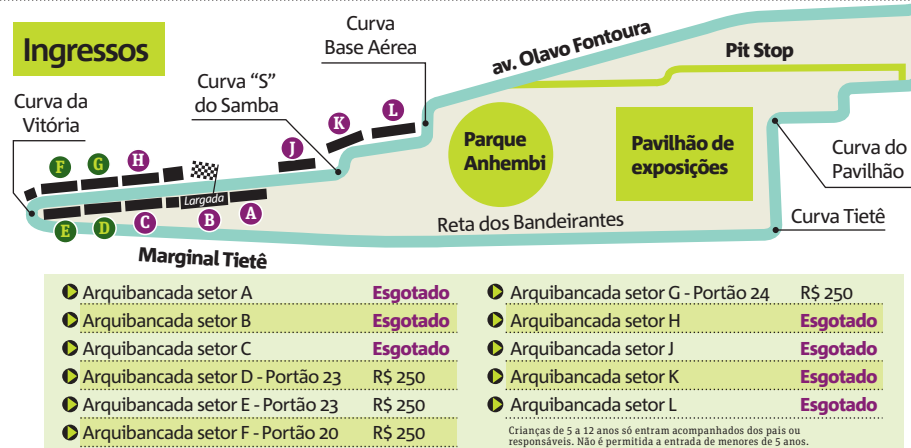 Ingressos
Curva
Base Aérea
av. Olavo Fontoura
Pit Stop
Curva "S"
do Samba
Curva da
Vitória
L
K
J
H
G
F
Parque
Anhembi
Pavilhão de
exposições
Curva do
Pavilhão
Largada
E
D
C
B
A
Reta dos Bandeirantes
Curva Tietê
Marginal Tietê
Arquibancada setor A Esgotado
Arquibancada setor B Esgotado
Arquibancada setor C Esgotado
Arquibancada setor D - Portão 23 R$ 250
Arquibancada setor E - Portão 23 R$ 250
Arquibancada setor F - Portão 20 R$ 250
Arquibancada setor G - Portão 24 R$ 250
Arquibancada setor H Esgotado
Arquibancada setor J Esgotado
Arquibancada setor K Esgotado
Arquibancada setor L Esgotado
Crianças de 5 a 12 anos só entram acompanhados dos pais ou
responsáveis. Não é permitida a entrada de menores de 5 anos.